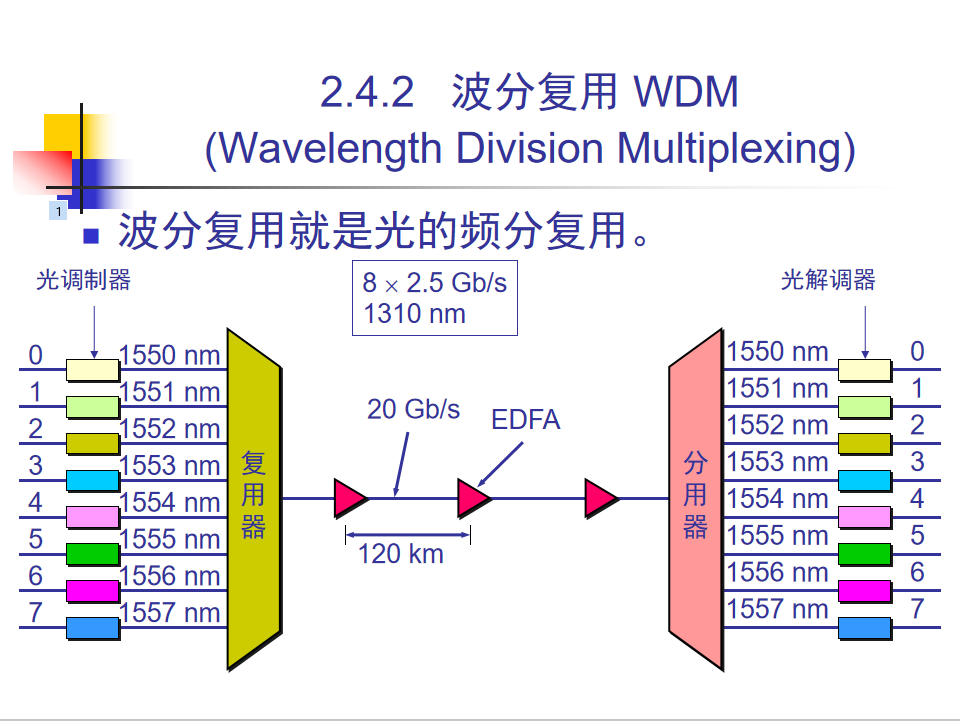 2.4.2 波分复用 WDM
(Wavelength Division Multiplexing)
1
波分复用就是光的频分复用。
光调制器
8 × 2.5 Gb/s
1310 nm
光解调器
0 1550 nm
1 1551 nm
2 1552 nm
3 1553 nm
4 1554 nm
5 1555 nm
6 1556 nm
7 1557 nm
复用器
20 Gb/s
EDFA
120 km
分用器
1550 nm 0
1551 nm 1
1552 nm 2
1553 nm 3
1554 nm 4
1555 nm 5
1556 nm 6
1557 nm 7